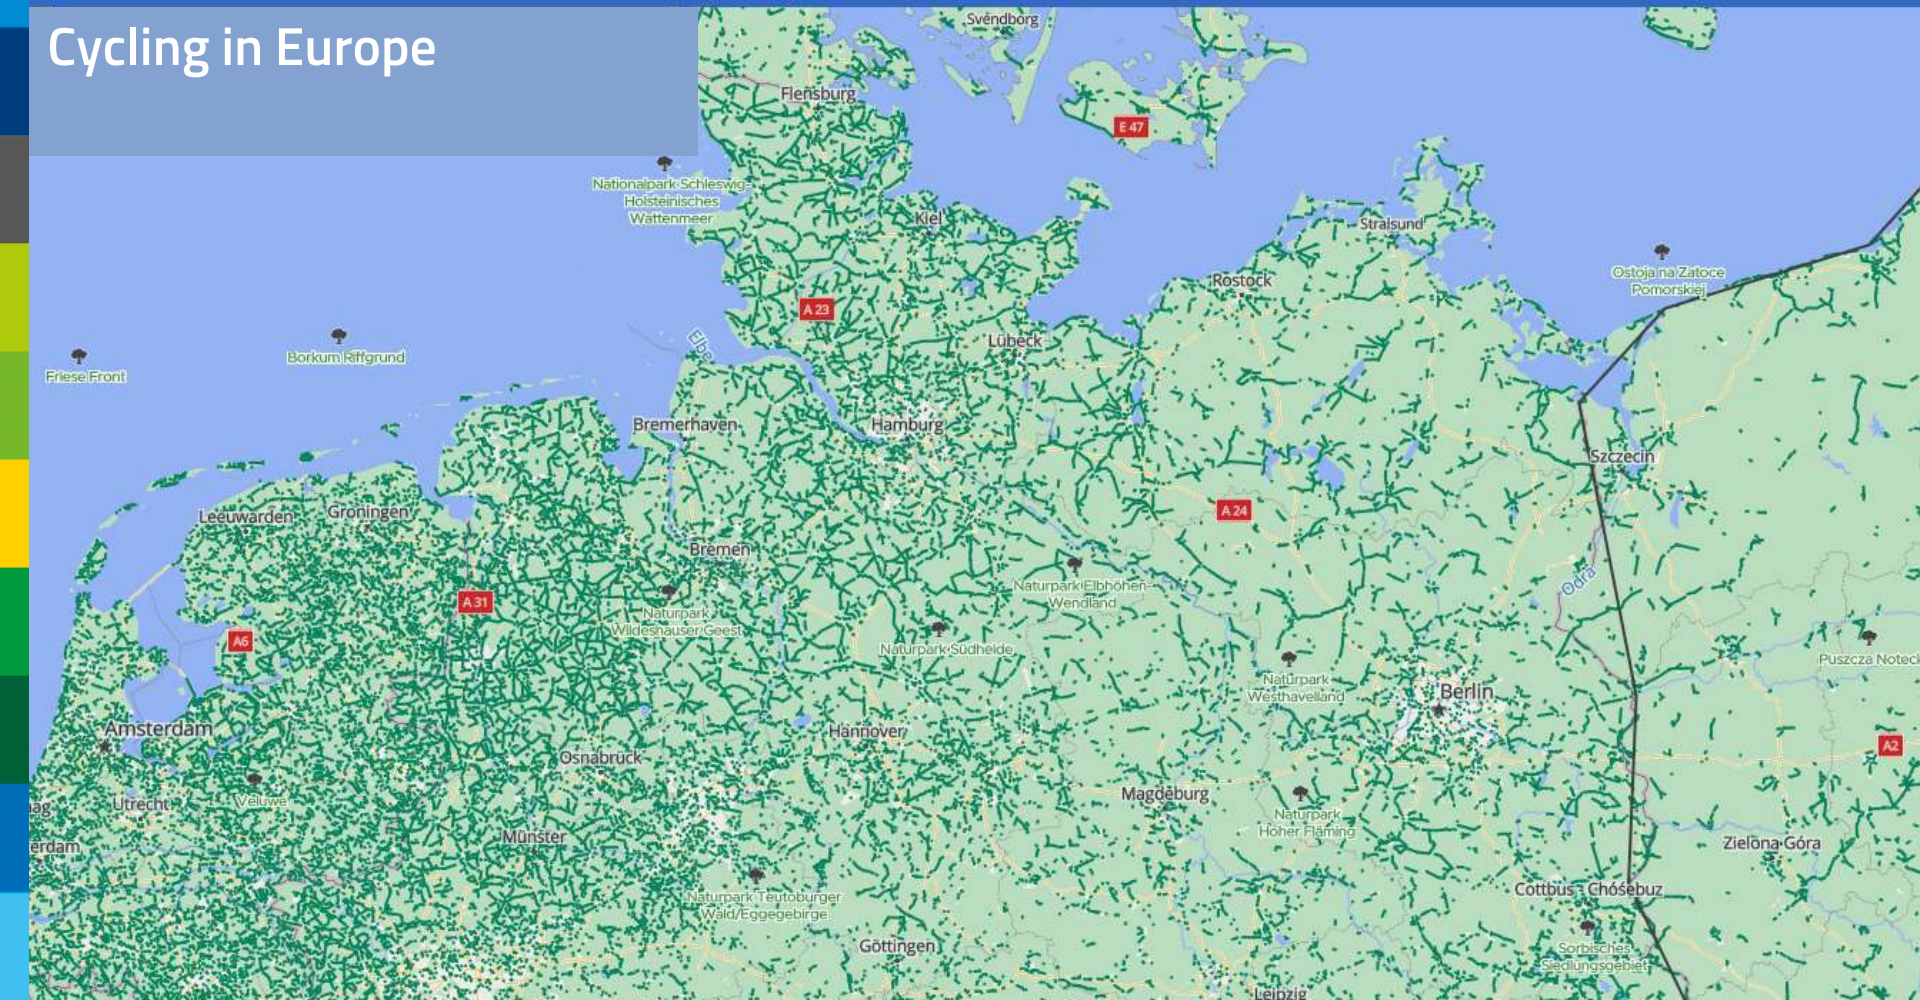 Cycling in Europe
Svendborg
Flensburg
E 47
Nationalpark Schleswig-
Holsteinisches
Wattenmeer
Kiel
Stralsund
Ostoja na Zatoce
Pomorskiej
Rostock
A 23
Lübeck
Elbe
Borkum Riffgrund
Friese Front
Bremerhaven
Hamburg
Szczecin
Leeuwarden
Groningen
A 24
Bremen
Naturpark Elbhöhen-
Wendland
Odra
A 31
Naturpark
Wildeshauser Geest
A6
Naturpark Südheide
Puszcza Noteck
Naturpark
Westhavelland
Berlin
Amsterdam
Hannover
A2
Osnabrück
Utrecht
Veluwe
Magdeburg
aag
Naturpark
Hoher Fläming
Münster
erdam
Zielona Góra
Cottbus - Chóśebuz
Naturpark Teutoburger
Wald/Eggegebirge
Göttingen
Sorbisches
Siedlungsgebiet
Leipzig